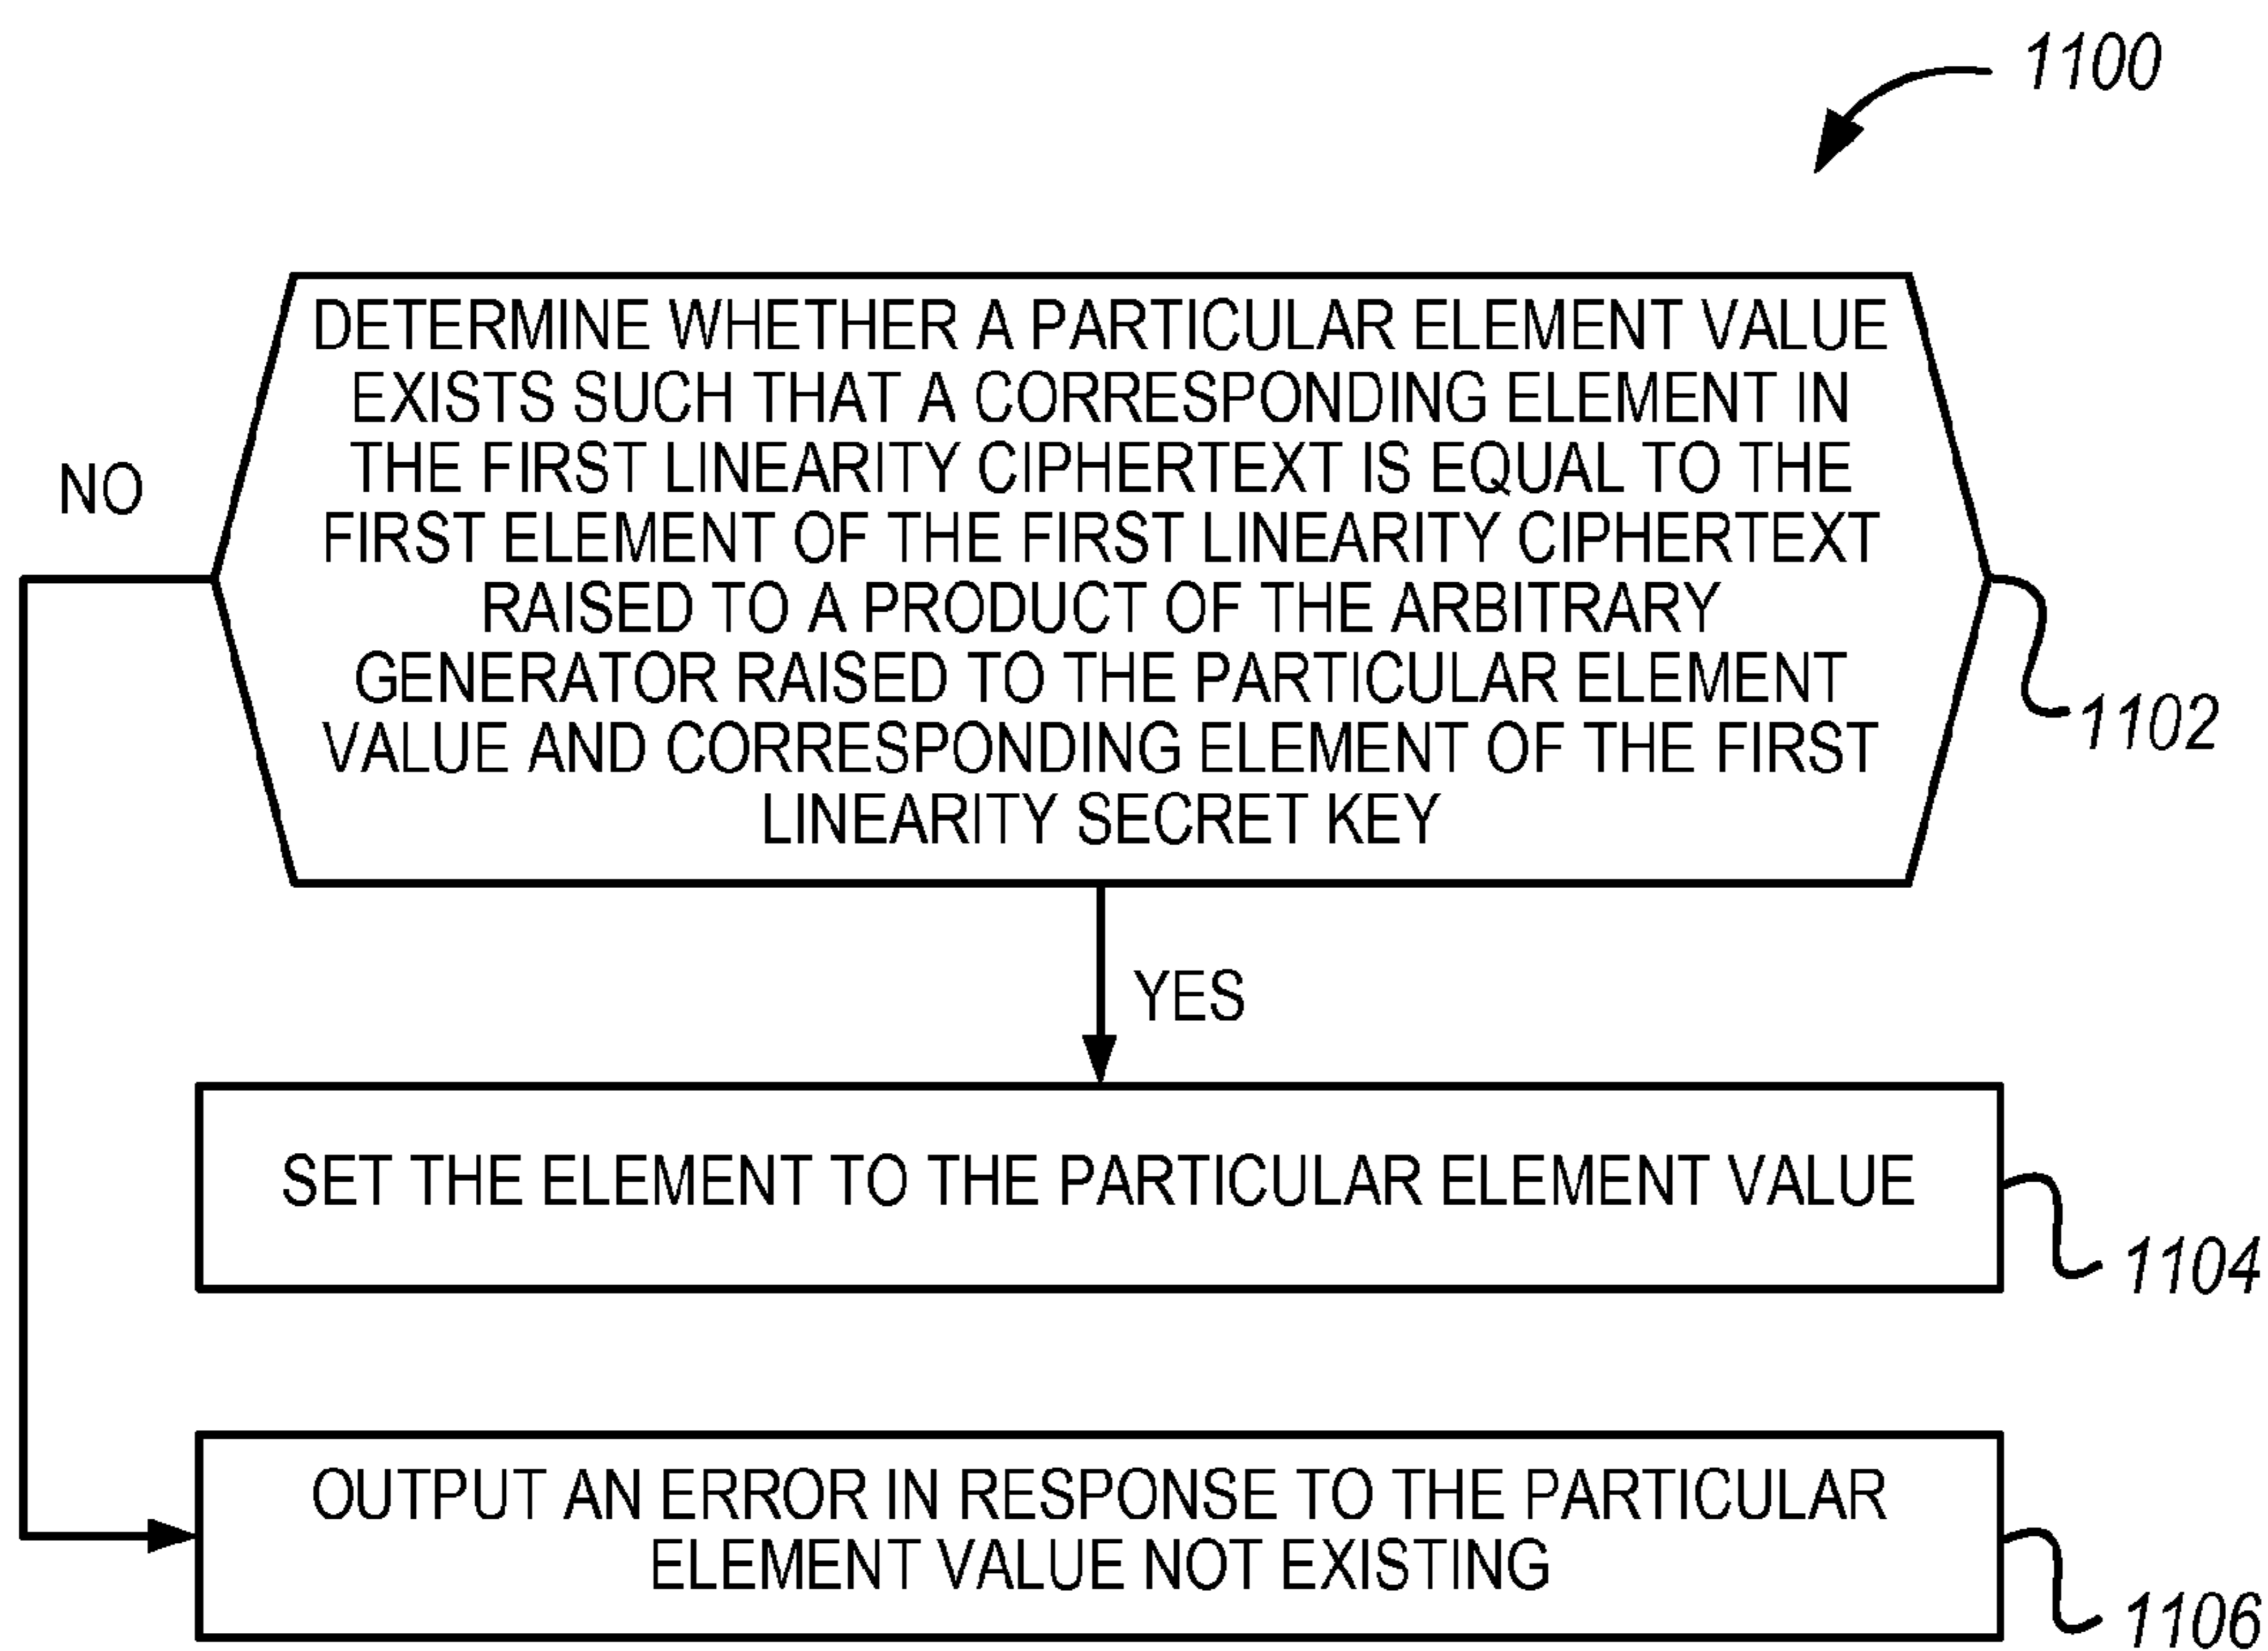 1100
DETERMINE WHETHER A PARTICULAR ELEMENT VALUE
EXISTS SUCH THAT A CORRESPONDING ELEMENT IN
THE FIRST LINEARITY CIPHERTEXT IS EQUAL TO THE
FIRST ELEMENT OF THE FIRST LINEARITY CIPHERTEXT
RAISED TO A PRODUCT OF THE ARBITRARY
GENERATOR RAISED TO THE PARTICULAR ELEMENT
VALUE AND CORRESPONDING ELEMENT OF THE FIRST
LINEARITY SECRET KEY
NO
1102
YES
SET THE ELEMENT TO THE PARTICULAR ELEMENT VALUE
1104
OUTPUT AN ERROR IN RESPONSE TO THE PARTICULAR
ELEMENT VALUE NOT EXISTING
1106